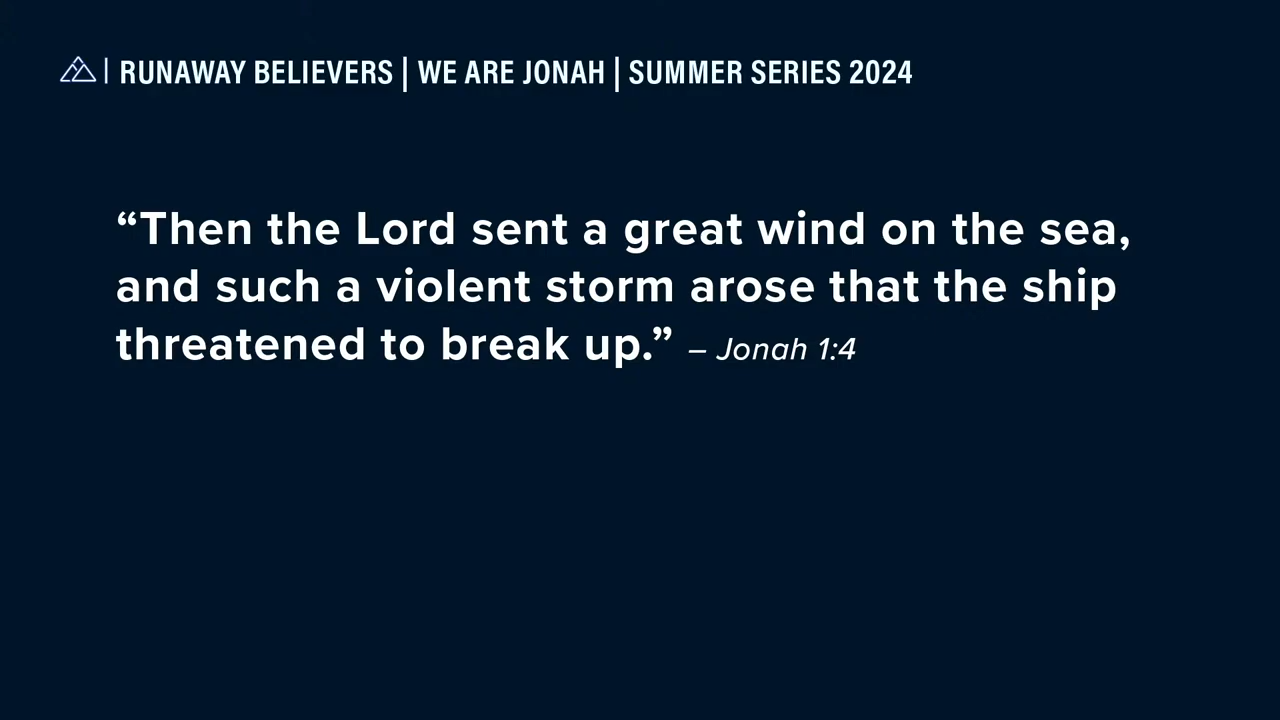 | RUNAWAY BELIEVERS | WE ARE JONAH | SUMMER SERIES 2024
“Then the Lord sent a great wind on the sea,
and such a violent storm arose that the ship
threatened to break up.” – Jonah 1:4